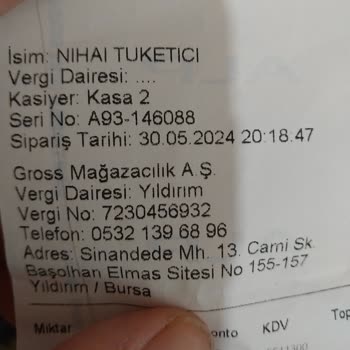 İsim: NIHAI TUKETICI
Vergi Dairesi: ....
Kasiyer: Kasa 2
Seri No: A93-146088
Sipariş Tarihi: 30.05.2024 20:18.47
Gross Mağazacılık A.Ş.
Vergi Dairesi: Yıldırım
Vergi No: 7230456932
Telefon: 0532 139 68 96
Adres: Sinandede Mh. 13. Cami Sk.
Başolhan Elmas Sitesi No 155-157
Yıldırım / Bursa
Miktar KDV